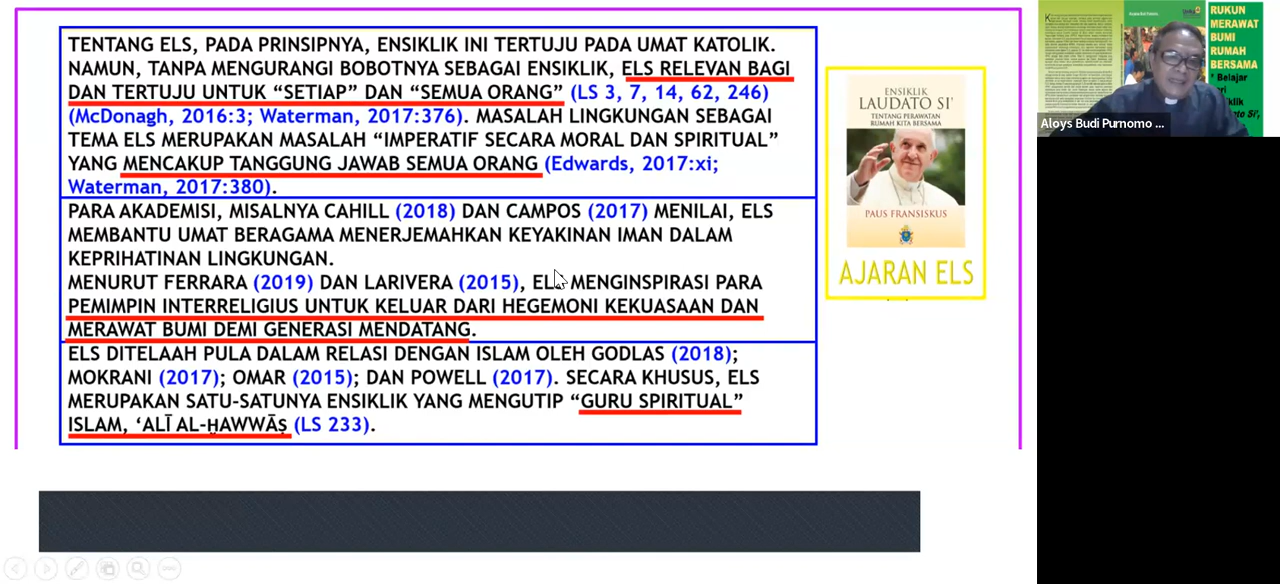 TENTANG ELS, PADA PRINSIPNYA, ENSIKLIK INI TERTUJU PADA UMAT KATOLIK.
NAMUN, TANPA MENGURANGI BOBOTNYA SEBAGAI ENSIKLIK, ELS RELEVAN BAGI
DAN TERTUJU UNTUK “SETIAP” DAN “SEMUA ORANG” (LS 3, 7, 14, 62, 246)
(McDonagh, 2016:3; Waterman, 2017:376). MASALAH LINGKUNGAN SEBAGAI
TEMA ELS MERUPAKAN MASALAH “IMPERATIF SECARA MORAL DAN SPIRITUAL”
YANG MENCAKUP TANGGUNG JAWAB SEMUA ORANG (Edwards, 2017:xi;
Waterman, 2017:380).
PARA AKADEMISI, MISALNYA CAHILL (2018) DAN CAMPOS (2017) MENILAI, ELS
MEMBANTU UMAT BERAGAMA MENERJEMAHKAN KEYAKINAN IMAN DALAM
KEPRIHATINAN LINGKUNGAN.
MENURUT FERRARA (2019) DAN LARIVERA (2015), ELS MENGINSPIRASI PARA
PEMIMPIN INTERRELIGIUS UNTUK KELUAR DARI HEGEMONI KEKUASAAN DAN
MERAWAT BUMI DEMI GENERASI MENDATANG.
ELS DITELAAH PULA DALAM RELASI DENGAN ISLAM OLEH GODLAS (2018);
MOKRANI (2017); OMAR (2015); DAN POWELL (2017). SECARA KHUSUS, ELS
MERUPAKAN SATU-SATUNYA ENSIKLIK YANG MENGUTIP “GURU SPIRITUAL”
ISLAM, ‘ALĪ AL-ḪAWWĀṢ (LS 233).
ENSIKLIK
LAUDATO SI'
TENTANG PERAWATAN
RUMAH KITA BERSAMA
PAUS FRANSISKUS
AJARAN ELS
RUKUN
MERAWAT
BUMI
RUMAH
BERSAMA
* Belajar
Aloys Budi Purnomo ...